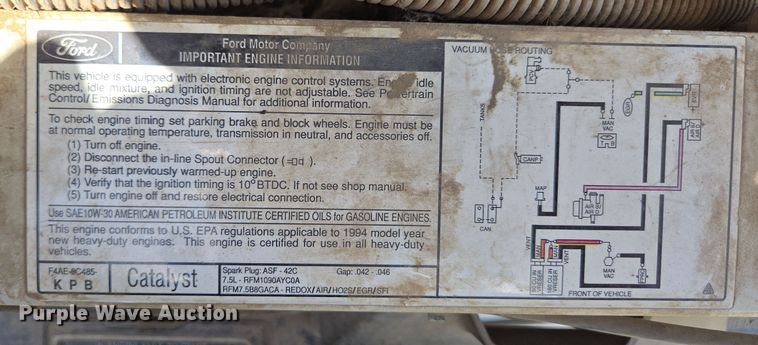 Ford
Ford Motor Company
IMPORTANT ENGINE INFORMATION
This vehicle is equipped with electronic engine control systems. Engine idle
speed, idle mixture, and ignition timing are not adjustable. See Powertrain
Control/Emissions Diagnosis Manual for additional information.
To check engine timing set parking brake and block wheels. Engine must be
at normal operating temperature, transmission in neutral, and accessories off.
(1) Turn off engine.
(2) Disconnect the in-line Spout Connector ( ).
(3) Re-start previously warmed-up engine.
(4) Verify that the ignition timing is 10° BTDC. If not see shop manual.
(5) Turn engine off and restore electrical connection.
Use SAE10W-30 AMERICAN PETROLEUM INSTITUTE CERTIFIED OILS for GASOLINE ENGINES.
This engine conforms to U.S. EPA regulations applicable to 1994 model year
new heavy-duty engines. This engine is certified for use in all heavy-duty
vehicles.
F4AE-9C485-
K P B
Catalyst
Spark Plug: ASF - 42C Gap: .042 - .046
7.5L - RFM1090AYC0A
RFM7.5B8GACA - REDOX/AIR/HO2S/EGR/SFI
VACUUM HOSE ROUTING
TANKS
CANP
CAN
MAP
MAN
VAC
T B
EGR
EVR
AIR B/
AIR D
VENT
MAN
MAN
VENT
MAN
VAC
FPR
FRONT OF VEHICLE
Purple Wave Auction